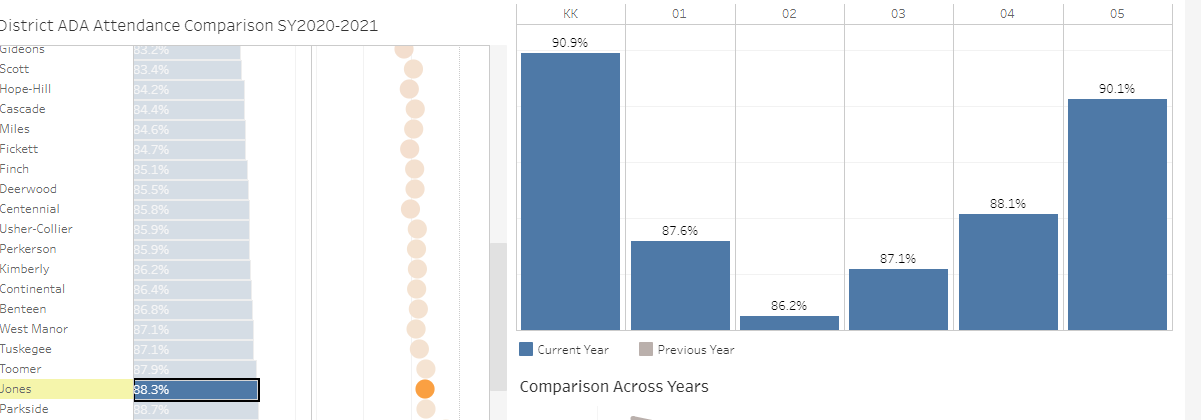 District ADA Attendance Comparison SY2020-2021
Gideons 83.2%
Scott 83.4%
Hope-Hill 84.2%
Cascade 84.4%
Miles 84.6%
Fickett 84.7%
Finch 85.1%
Deerwood 85.5%
Centennial 85.8%
Usher-Collier 85.9%
Perkerson 85.9%
Kimberly 86.2%
Continental 86.4%
Benteen 86.8%
West Manor 87.1%
Tuskegee 87.1%
Toomer 87.9%
Jones 88.3%
Parkside 88.7%
KK 01 02 03 04 05
90.9%
87.6%
86.2%
87.1%
88.1%
90.1%
Current Year Previous Year
Comparison Across Years